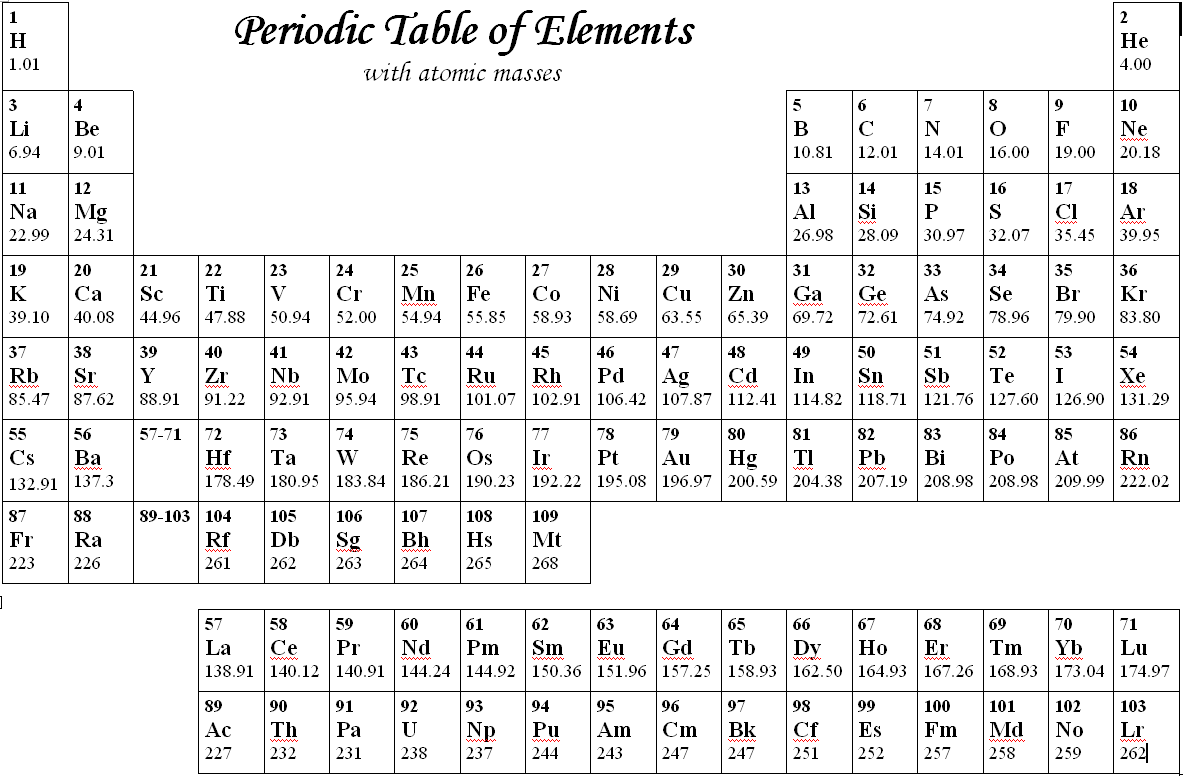 Periodic Table of Elements
with atomic masses
1 2
H He
1.01 4.00
3 4 5 6 7 8 9 10
Li Be B C N O F Ne
6.94 9.01 10.81 12.01 14.01 16.00 19.00 20.18
11 12 13 14 15 16 17 18
Na Mg Al Si P S Cl Ar
22.99 24.31 26.98 28.09 30.97 32.07 35.45 39.95
19 20 21 22 23 24 25 26 27 28 29 30 31 32 33 34 35 36
K Ca Sc Ti V Cr Mn Fe Co Ni Cu Zn Ga Ge As Se Br Kr
39.10 40.08 44.96 47.88 50.94 52.00 54.94 55.85 58.93 58.69 63.55 65.39 69.72 72.61 74.92 78.96 79.90 83.80
37 38 39 40 41 42 43 44 45 46 47 48 49 50 51 52 53 54
Rb Sr Y Zr Nb Mo Tc Ru Rh Pd Ag Cd In Sn Sb Te I Xe
85.47 87.62 88.91 91.22 92.91 95.94 98.91 101.07 102.91 106.42 107.87 112.41 114.82 118.71 121.76 127.60 126.90 131.29
55 56 57-71 72 73 74 75 76 77 78 79 80 81 82 83 84 85 86
Cs Ba Hf Ta W Re Os Ir Pt Au Hg Tl Pb Bi Po At Rn
132.91 137.3 178.49 180.95 183.84 186.21 190.23 192.22 195.08 196.97 200.59 204.38 207.19 208.98 208.98 209.99 222.02
87 88 89-103 104 105 106 107 108 109
Fr Ra Rf Db Sg Bh Hs Mt
223 226 261 262 263 264 265 268
57 58 59 60 61 62 63 64 65 66 67 68 69 70 71
La Ce Pr Nd Pm Sm Eu Gd Tb Dy Ho Er Tm Yb Lu
138.91 140.12 140.91 144.24 144.92 150.36 151.96 157.25 158.93 162.50 164.93 167.26 168.93 173.04 174.97
89 90 91 92 93 94 95 96 97 98 99 100 101 102 103
Ac Th Pa U Np Pu Am Cm Bk Cf Es Fm Md No Lr
227 232 231 238 237 244 243 247 247 251 252 257 258 259 262